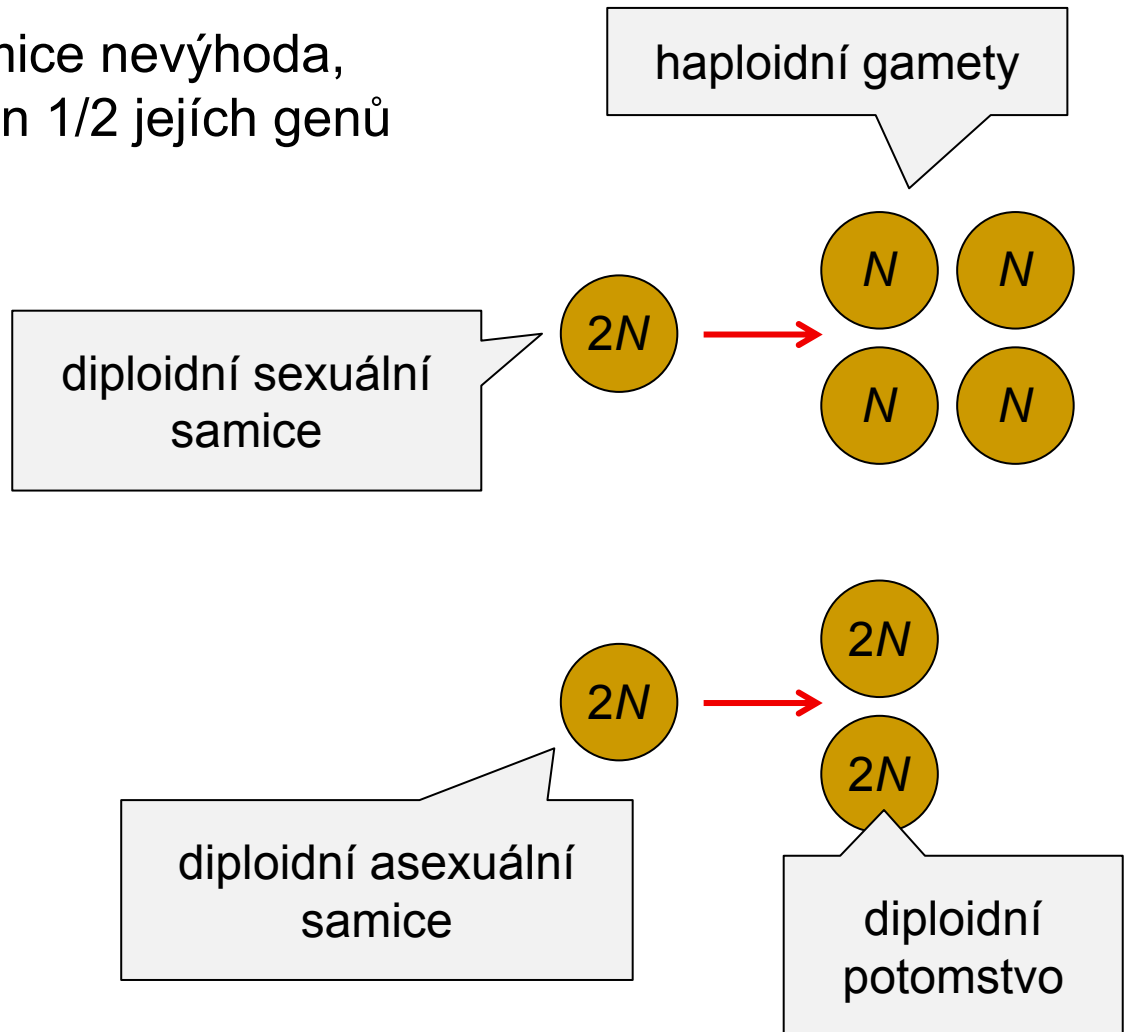 mice nevýhoda,
n 1/2 jejích genů
haploidní gamety
N N
2N
diploidní sexuální
samice
N N
2N
2N
2N
diploidní asexuální
samice
diploidní
potomstvo